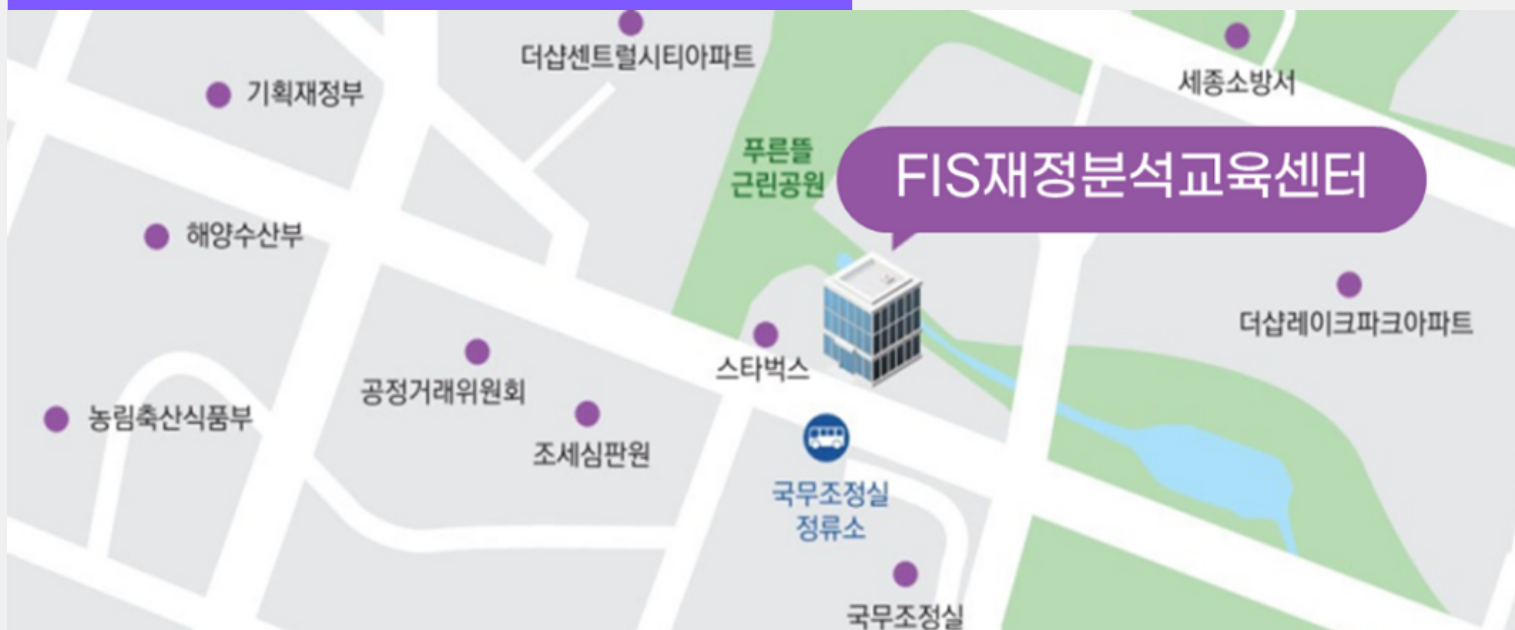 더샵센트럴시티아파트
기획재정부
세종소방서
푸른뜰
근린공원
FIS재정분석교육센터
해양수산부
더샵레이크파크아파트
스타벅스
공정거래위원회
농림축산식품부
조세심판원
국무조정실
정류소
국무조정실